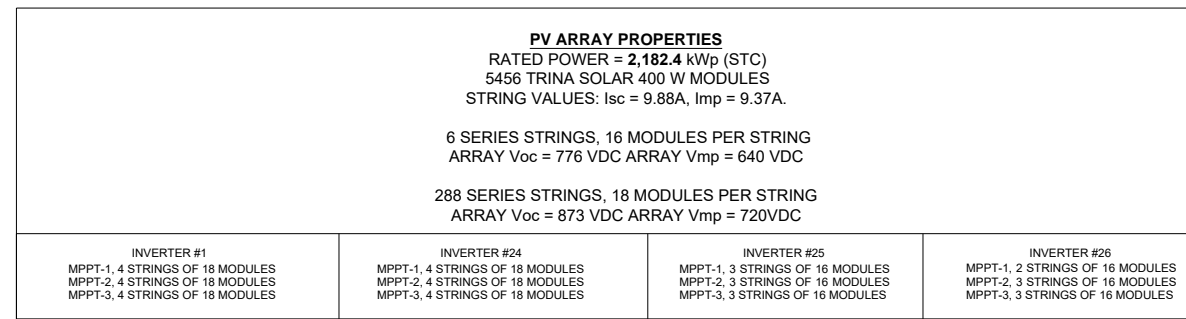 PV ARRAY PROPERTIES
RATED POWER = 2,182.4 kWp (STC)
5456 TRINA SOLAR 400 W MODULES
STRING VALUES: Isc = 9.88A, Imp = 9.37A.
6 SERIES STRINGS, 16 MODULES PER STRING
ARRAY Voc = 776 VDC ARRAY Vmp = 640 VDC
288 SERIES STRINGS, 18 MODULES PER STRING
ARRAY Voc = 873 VDC ARRAY Vmp = 720VDC
INVERTER #1
MPPT-1, 4 STRINGS OF 18 MODULES
MPPT-2, 4 STRINGS OF 18 MODULES
MPPT-3, 4 STRINGS OF 18 MODULES
INVERTER #24
MPPT-1, 4 STRINGS OF 18 MODULES
MPPT-2, 4 STRINGS OF 18 MODULES
MPPT-3, 4 STRINGS OF 18 MODULES
INVERTER #25
MPPT-1, 3 STRINGS OF 16 MODULES
MPPT-2, 3 STRINGS OF 16 MODULES
MPPT-3, 3 STRINGS OF 16 MODULES
INVERTER #26
MPPT-1, 2 STRINGS OF 16 MODULES
MPPT-2, 3 STRINGS OF 16 MODULES
MPPT-3, 3 STRINGS OF 16 MODULES